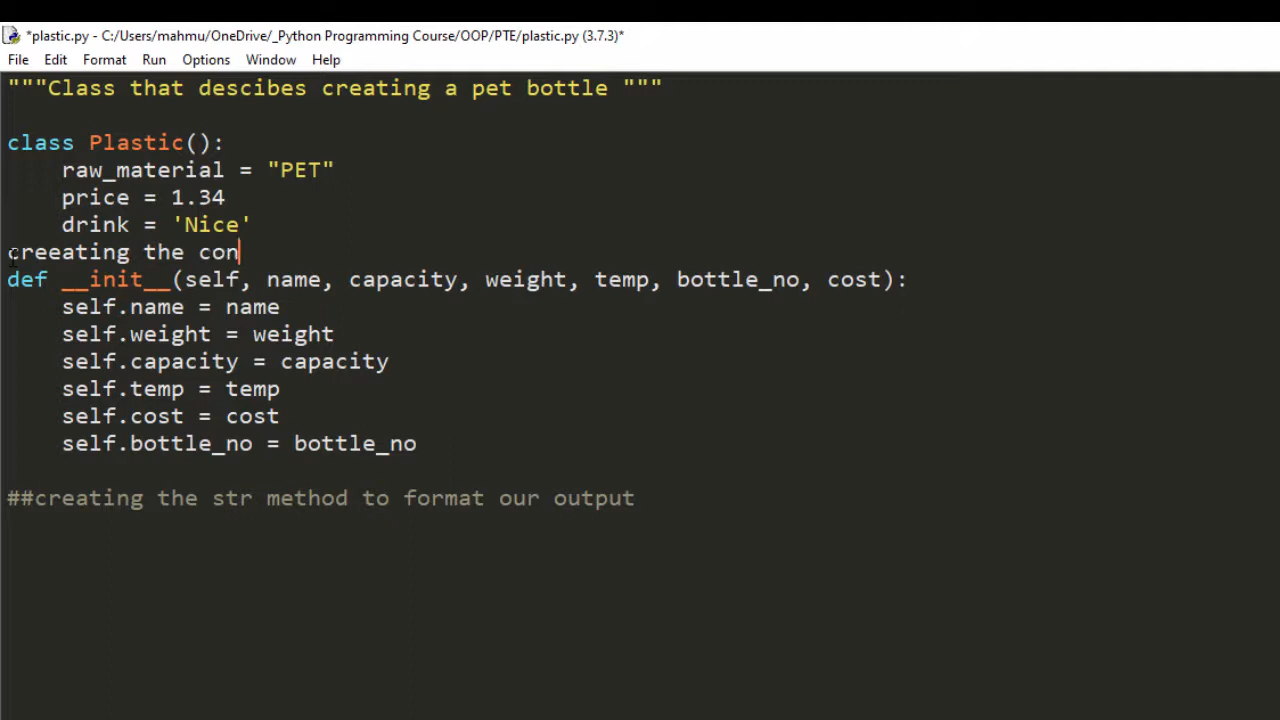 *plastic.py - C:/Users/mahmu/OneDrive/_Python Programming Course/OOP/PTE/plastic.py (3.7.3)*
File Edit Format Run Options Window Help
"""Class that descibes creating a pet bottle """
class Plastic():
    raw_material = "PET"
    price = 1.34
    drink = 'Nice'
creeating the con
def __init__(self, name, capacity, weight, temp, bottle_no, cost):
    self.name = name
    self.weight = weight
    self.capacity = capacity
    self.temp = temp
    self.cost = cost
    self.bottle_no = bottle_no
##creating the str method to format our output